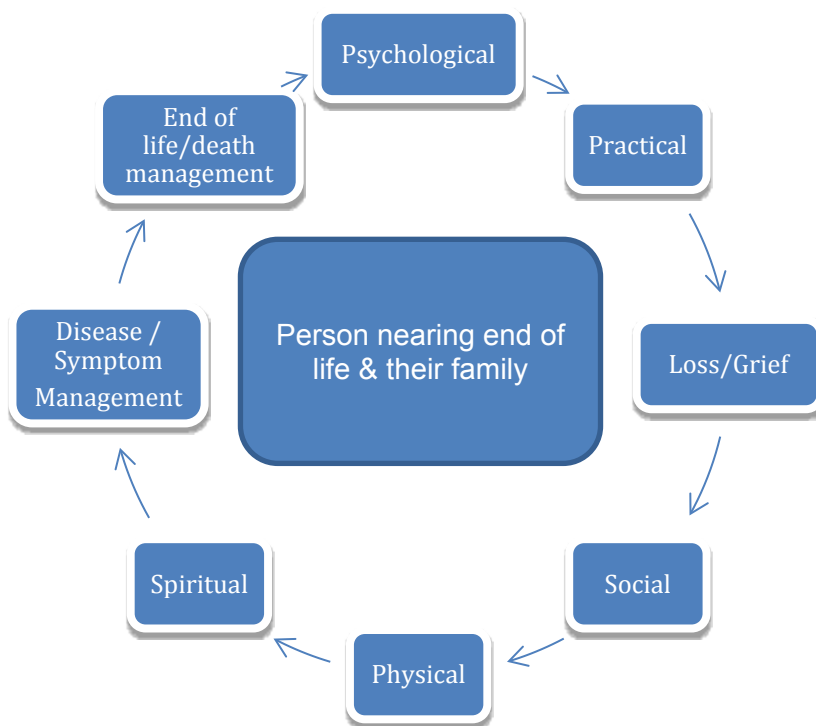 Psychological
End of
life/death
management
Practical
Person nearing end of
life & their family
Disease /
Symptom
Management
Loss/Grief
Spiritual
Social
Physical